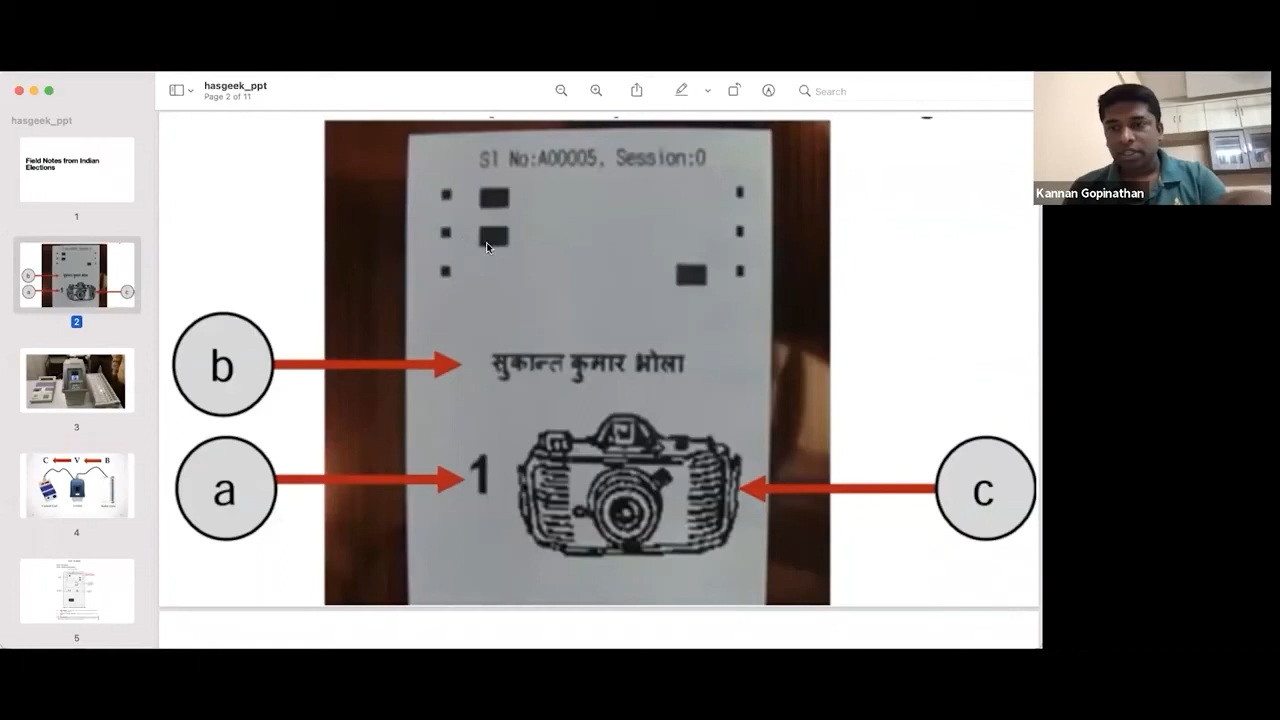 hasgeek_ppt
Page 2 of 11
Search
hasgeek_ppt
Field Notes from Indian
Elections
1
2
3
C V B
4
5
Sl No:A00005, Session:0
b
सुकान्त कुमार भोला
a
1
c
Kannan Gopinathan